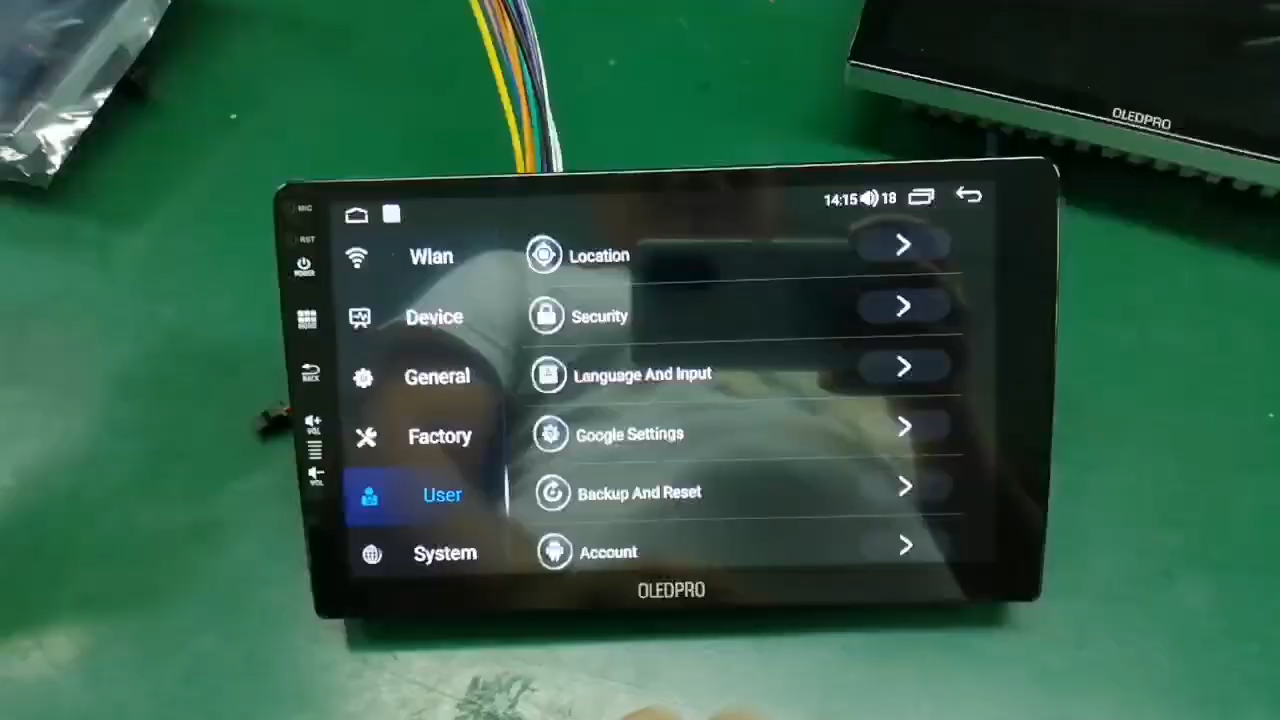 OLEDPRO
MIC
14:15 18
RST
Wlan
Location
POWER
Device
Security
General
Language And Input
BACK
Factory
Google Settings
VOL
User
Backup And Reset
VOL
System
Account
OLEDPRO